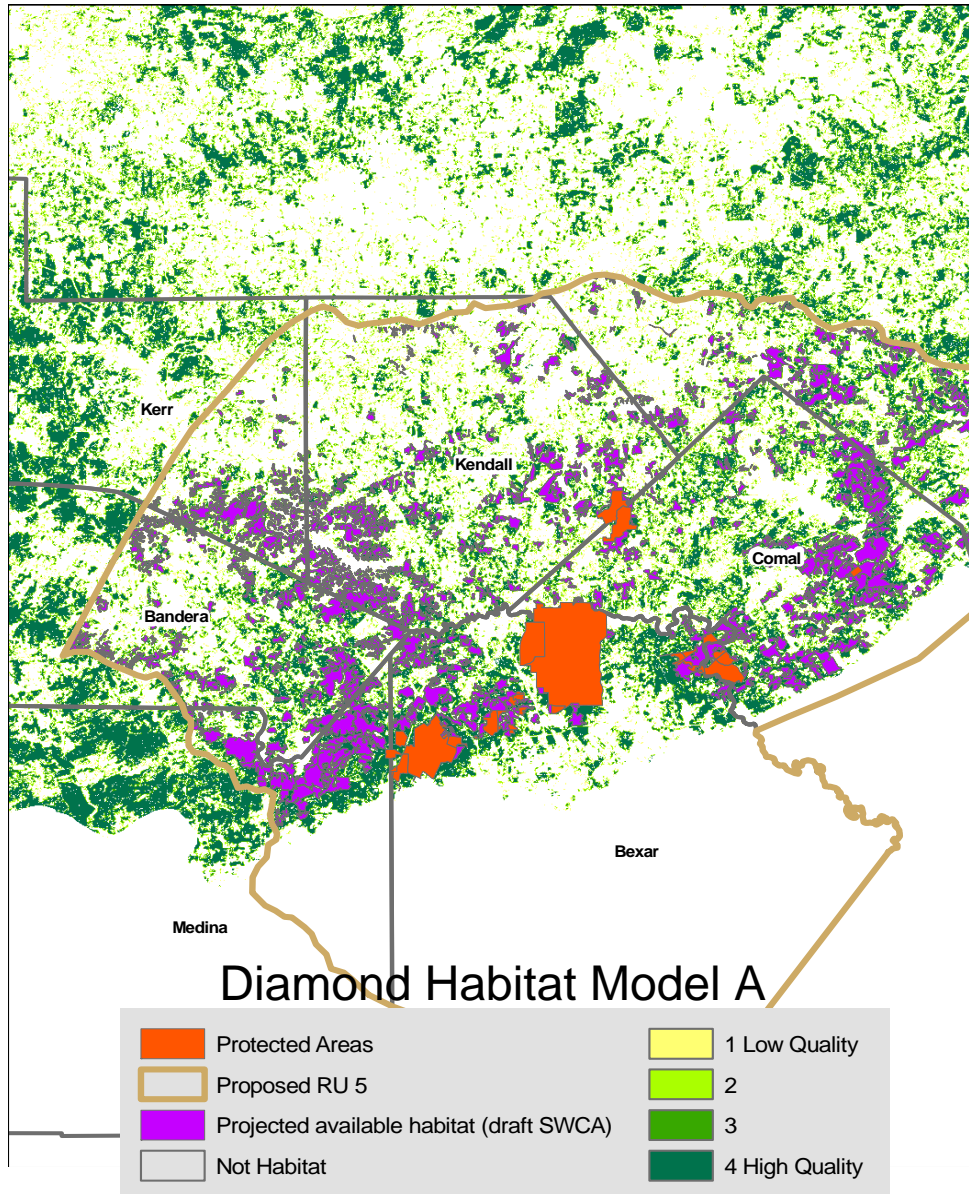 Kerr
Kendall
Comal
Bandera
Bexar
Medina
Diamond Habitat Model A
Protected Areas
Proposed RU 5
Projected available habitat (draft SWCA)
Not Habitat
1 Low Quality
2
3
4 High Quality